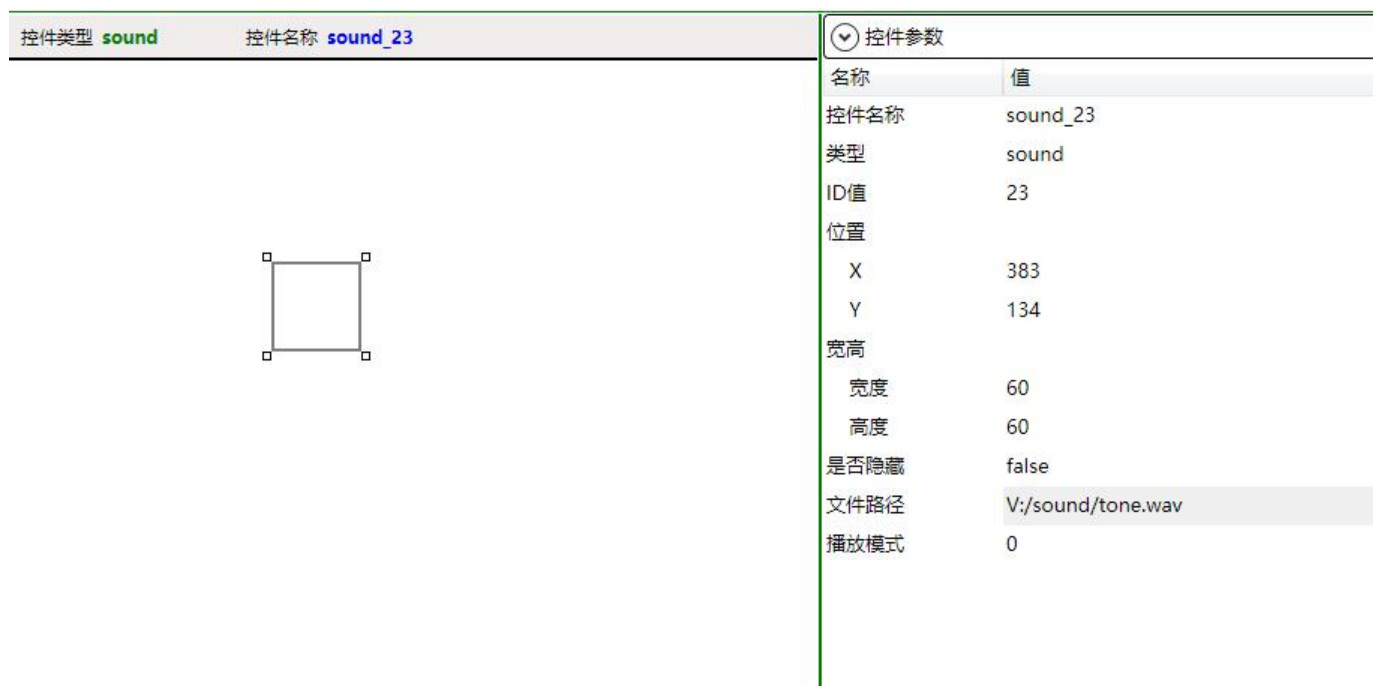 控件类型 sound 控件名称 sound_23
控件参数
名称 值
控件名称 sound_23
类型 sound
ID值 23
位置
X 383
Y 134
宽高
宽度 60
高度 60
是否隐藏 false
文件路径 V:/sound/tone.wav
播放模式 0